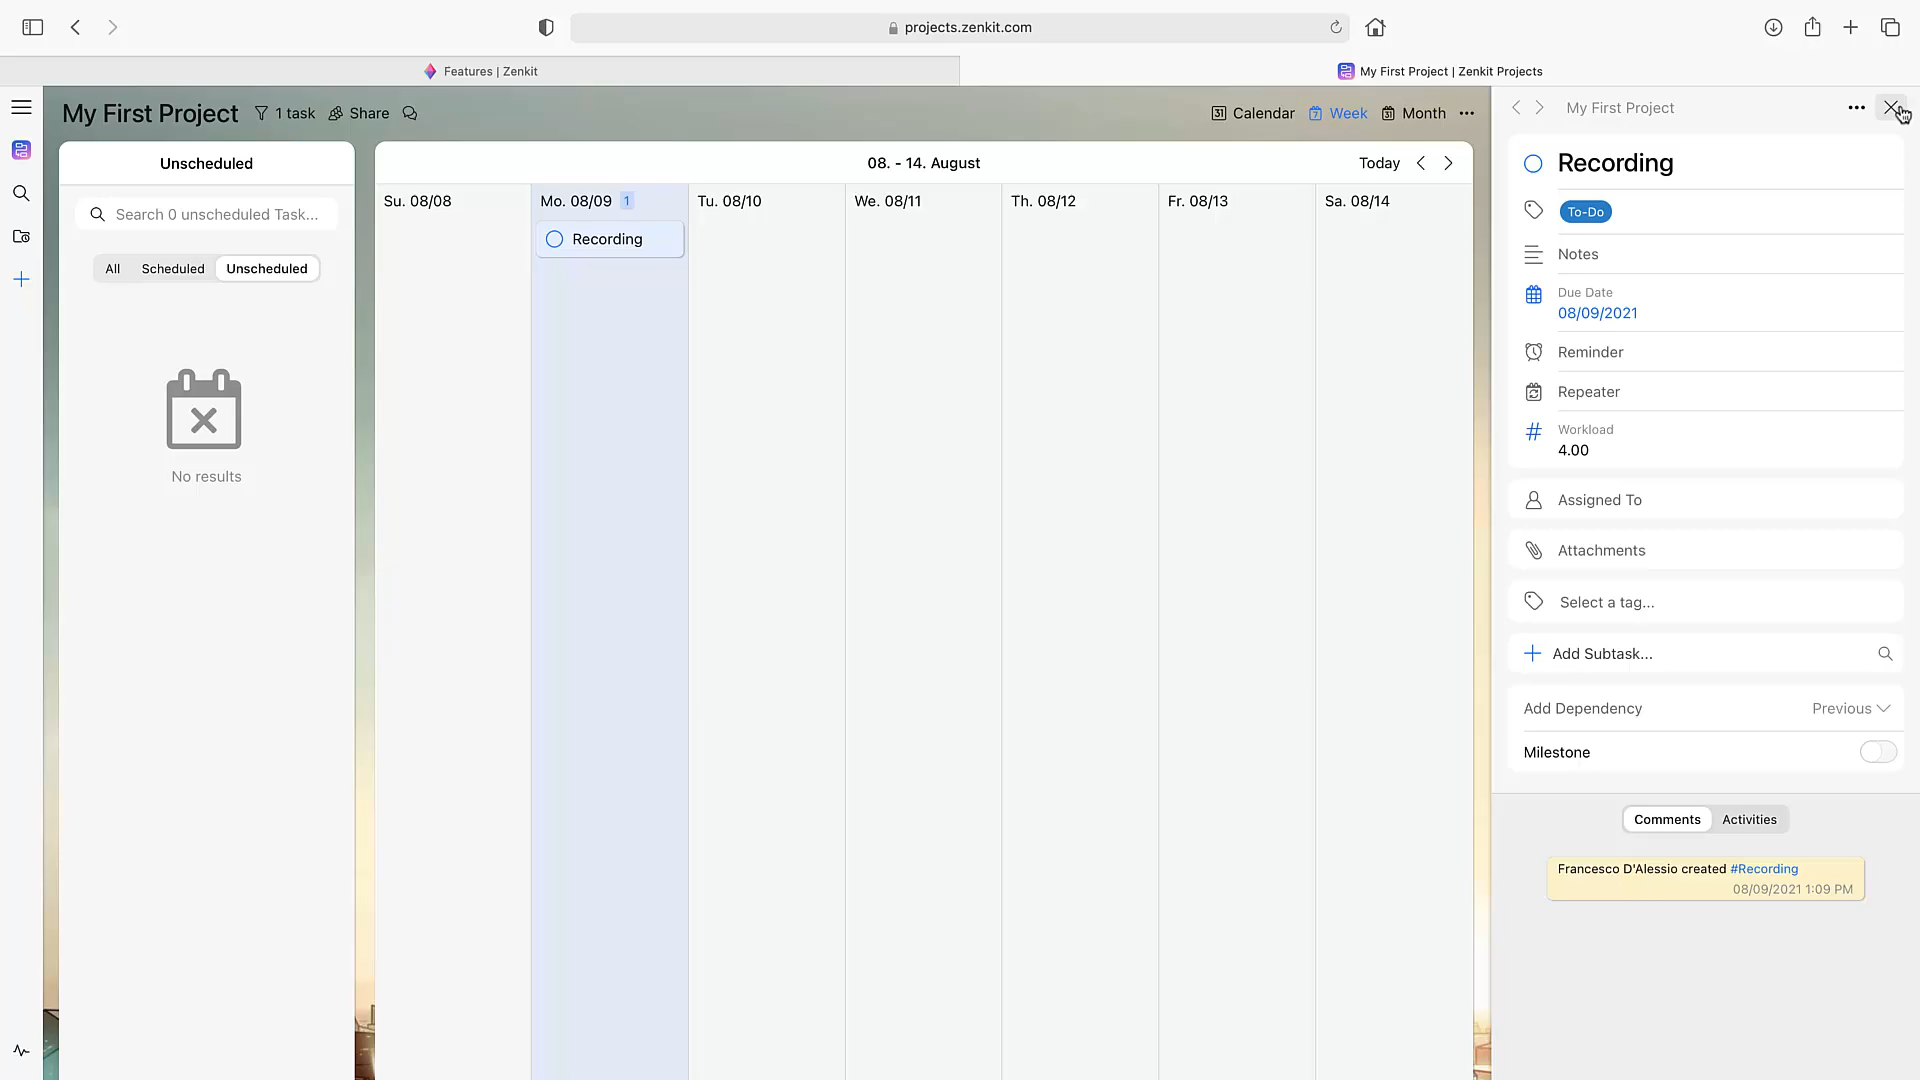 projects.zenkit.com
Features | Zenkit
My First Project | Zenkit Projects
My First Project
1 task
Share
Calendar
7 Week
31 Month
Unscheduled
Search 0 unscheduled Task...
All
Scheduled
Unscheduled
No results
08. - 14. August
Today
Su. 08/08
Mo. 08/09 1
Tu. 08/10
We. 08/11
Th. 08/12
Fr. 08/13
Sa. 08/14
Recording
My First Project
Recording
To-Do
Notes
Due Date
08/09/2021
Reminder
Repeater
# Workload
4.00
Assigned To
Attachments
Select a tag...
Add Subtask...
Add Dependency
Previous
Milestone
Comments
Activities
Francesco D'Alessio created #Recording
08/09/2021 1:09 PM